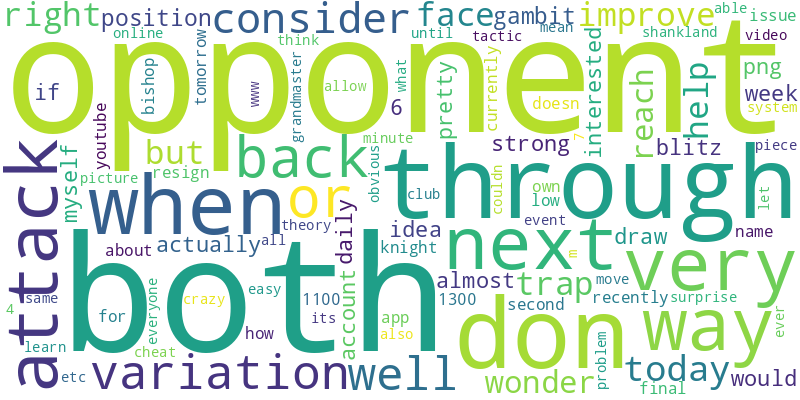 right position consider face gambit improve able issue
online until tactic mean shankland video
opponent
if bishop tomorrow www grandmaster think allow what 6 currently doesn system
pretty interested reach help png week
youtube but back minute strong 7 blitz piece
attack myself picture resign obvious through
when or club couldn own low let
theory daily idea event draw name
about actually all knight next very
both almost trap m move recently surprise
4 same for everyone crazy easy 1100 its account app 1300 second don way ever
learn how also
etc cheat variation well wonder problem today would
final